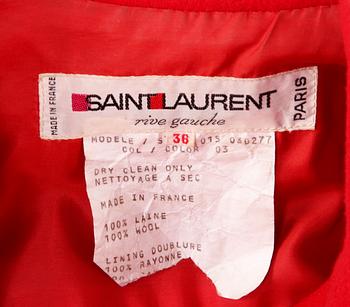 MADE IN FRANCE
SAINT LAURENT
rive gauche
PARIS
MODELE / S 36 015 036277
COL / COLOR 03
DRY CLEAN ONLY
NETTOYAGE A SEC
MADE IN FRANCE
100% LAINE
100% WOOL
LINING DOUBLURE
100% RAYONNE